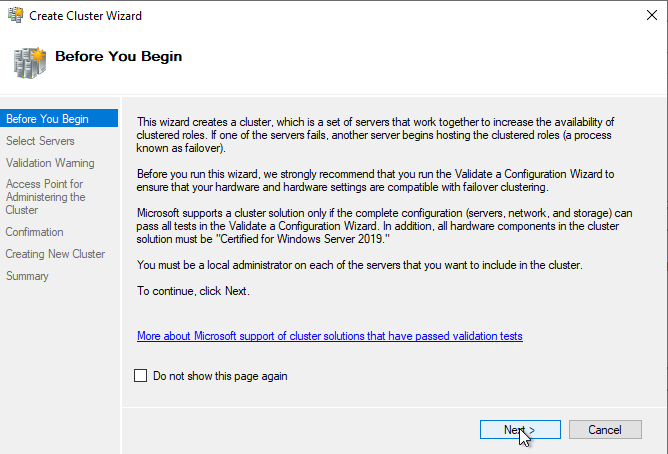 Create Cluster Wizard
Before You Begin
Before You Begin
Select Servers
Validation Warning
Access Point for
Administering the
Cluster
Confirmation
Creating New Cluster
Summary
This wizard creates a cluster, which is a set of servers that work together to increase the availability of
clustered roles. If one of the servers fails, another server begins hosting the clustered roles (a process
known as failover).
Before you run this wizard, we strongly recommend that you run the Validate a Configuration Wizard to
ensure that your hardware and hardware settings are compatible with failover clustering.
Microsoft supports a cluster solution only if the complete configuration (servers, network, and storage) can
pass all tests in the Validate a Configuration Wizard. In addition, all hardware components in the cluster
solution must be "Certified for Windows Server 2019."
You must be a local administrator on each of the servers that you want to include in the cluster.
To continue, click Next.
More about Microsoft support of cluster solutions that have passed validation tests
Do not show this page again
Next >
Cancel